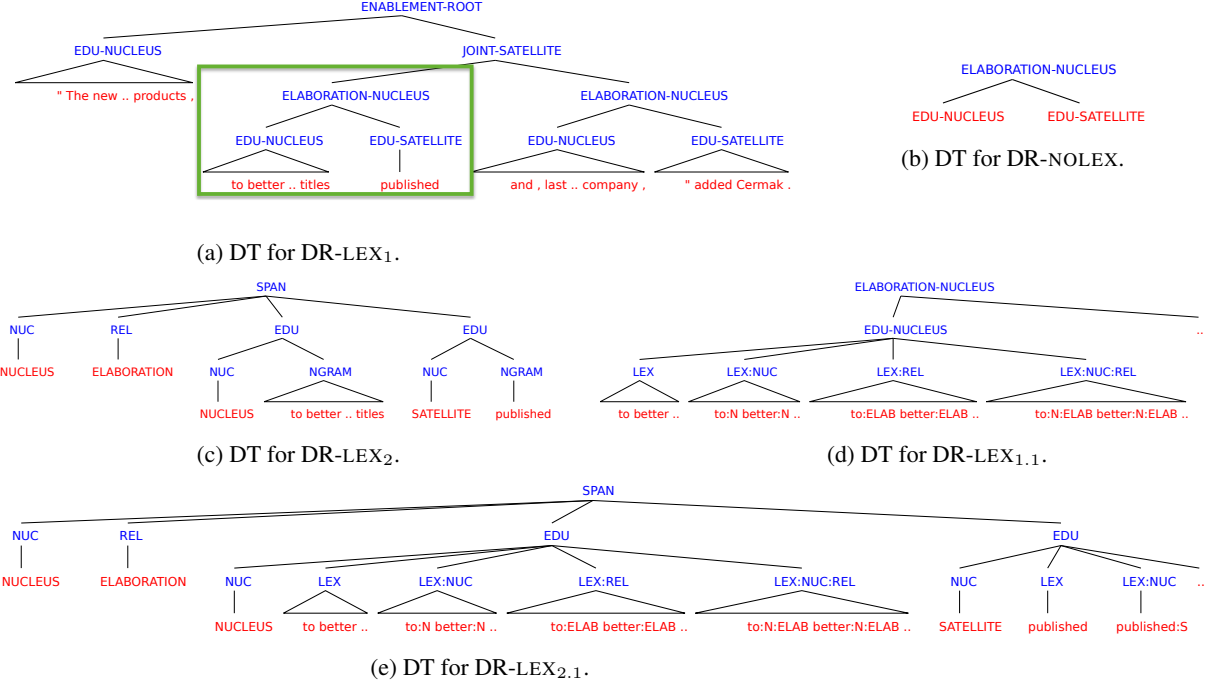 ENABLEMENT-ROOT
EDU-NUCLEUS JOINT-SATELLITE
" The new .. products , ELABORATION-NUCLEUS ELABORATION-NUCLEUS
EDU-NUCLEUS EDU-SATELLITE EDU-NUCLEUS EDU-SATELLITE
to better .. titles published and , last .. company , " added Cermak .
(a) DT for DR-LEX1.
ELABORATION-NUCLEUS
EDU-NUCLEUS EDU-SATELLITE
(b) DT for DR-NOLEX.
SPAN
NUC REL EDU EDU
NUCLEUS ELABORATION NUC NGRAM NUC NGRAM
NUCLEUS to better .. titles SATELLITE published
(c) DT for DR-LEX2.
ELABORATION-NUCLEUS
EDU-NUCLEUS ..
LEX LEX:NUC LEX:REL LEX:NUC:REL
to better .. to:N better:N .. to:ELAB better:ELAB .. to:N:ELAB better:N:ELAB ..
(d) DT for DR-LEX1.1.
SPAN
NUC REL EDU EDU
NUCLEUS ELABORATION NUC LEX LEX:NUC LEX:REL LEX:NUC:REL NUC LEX LEX:NUC ..
NUCLEUS to better .. to:N better:N .. to:ELAB better:ELAB .. to:N:ELAB better:N:ELAB .. SATELLITE published published:S
(e) DT for DR-LEX2.1.